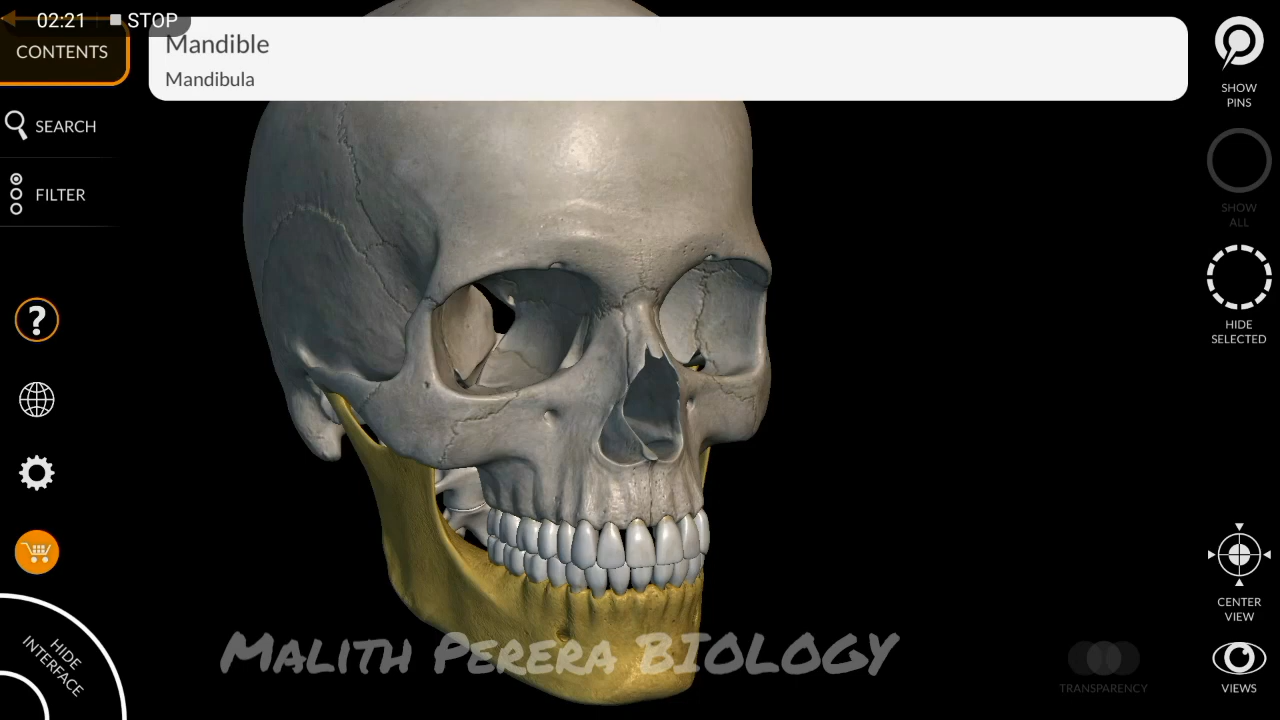 02:21 STOP
CONTENTS
Mandible
Mandibula
SEARCH
FILTER
?
HIDE
INTERFACE
SHOW
PINS
SHOW
ALL
HIDE
SELECTED
CENTER
VIEW
TRANSPARENCY
VIEWS
MALITH PERERA BIOLOGY